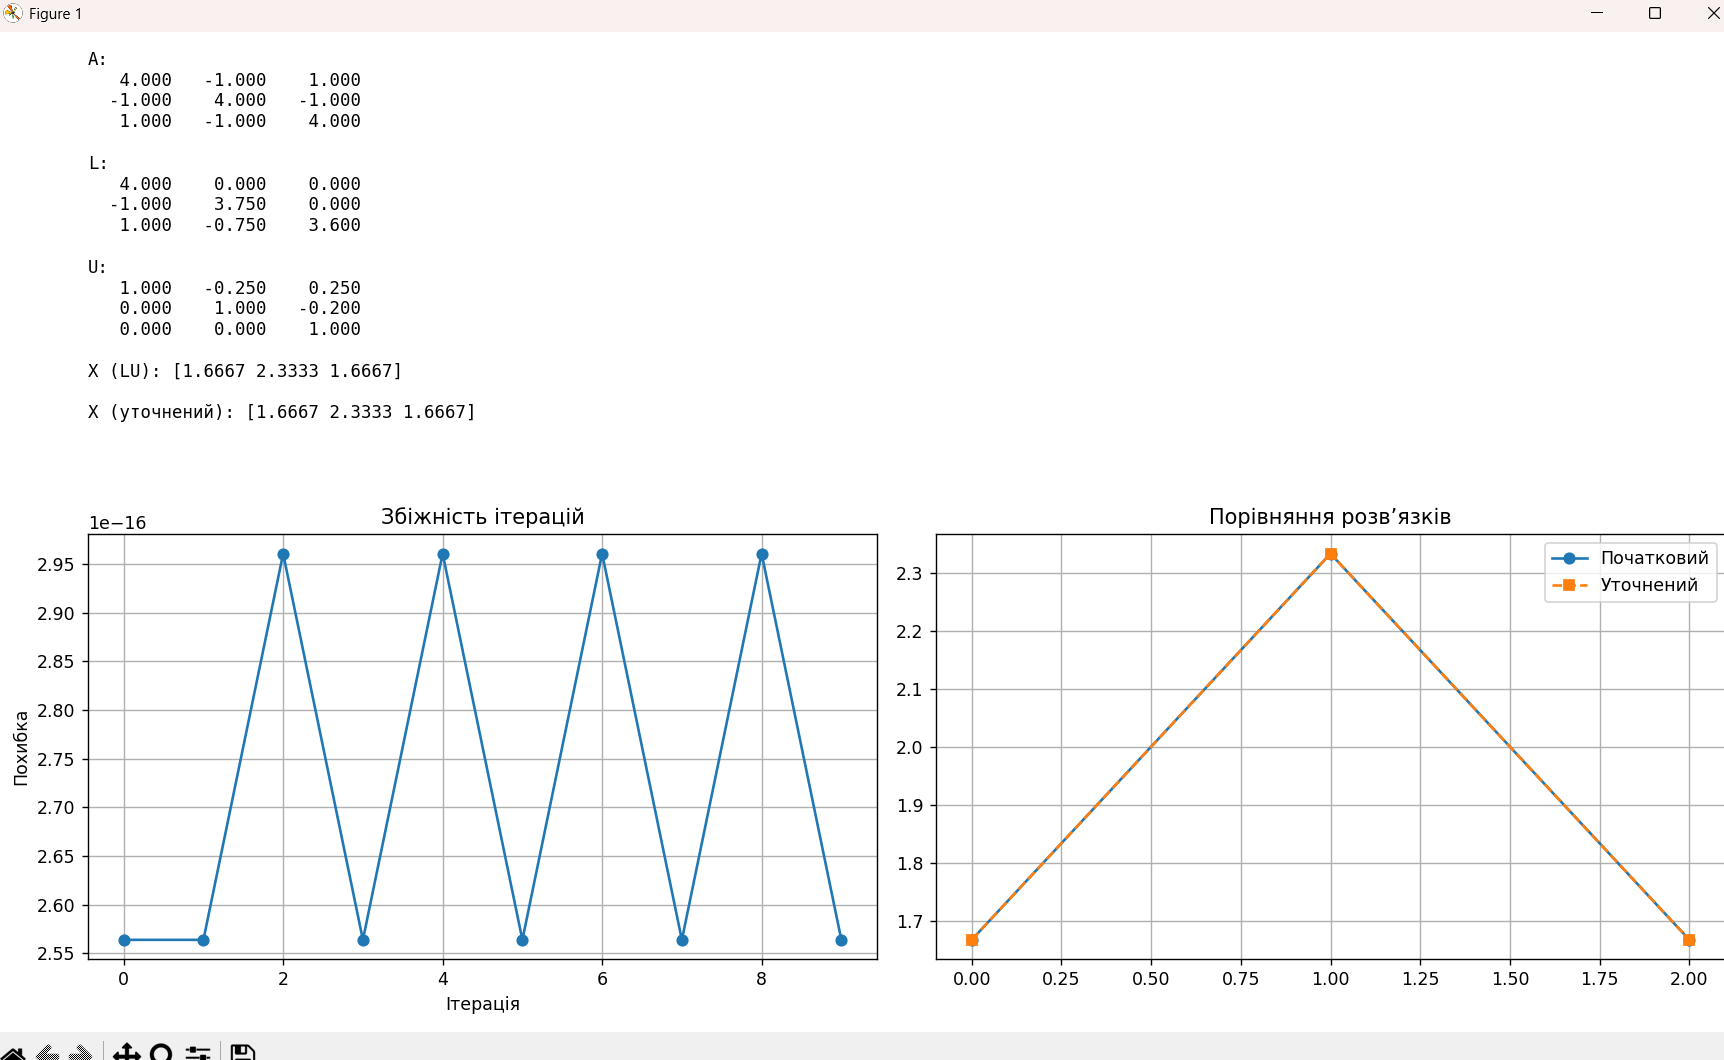 Figure 1
A:
4.000 -1.000 1.000
-1.000 4.000 -1.000
1.000 -1.000 4.000
L:
4.000 0.000 0.000
-1.000 3.750 0.000
1.000 -0.750 3.600
U:
1.000 -0.250 0.250
0.000 1.000 -0.200
0.000 0.000 1.000
X (LU): [1.6667 2.3333 1.6667]
X (уточнений): [1.6667 2.3333 1.6667]
Збіжність ітерацій
1e−16
2.95
2.90
2.85
2.80
2.75
2.70
2.65
2.60
2.55
Похибка
0 2 4 6 8
Ітерація
Порівняння розв’язків
Початковий
Уточнений
2.3
2.2
2.1
2.0
1.9
1.8
1.7
0.00 0.25 0.50 0.75 1.00 1.25 1.50 1.75 2.00